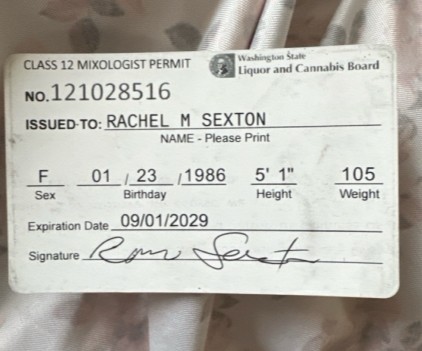 CLASS 12 MIXOLOGIST PERMIT
Washington State
Liquor and Cannabis Board
NO.121028516
ISSUED TO: RACHEL M SEXTON
NAME - Please Print
F 01 / 23 / 1986 5' 1" 105
Sex Birthday Height Weight
Expiration Date 09/01/2029
Signature